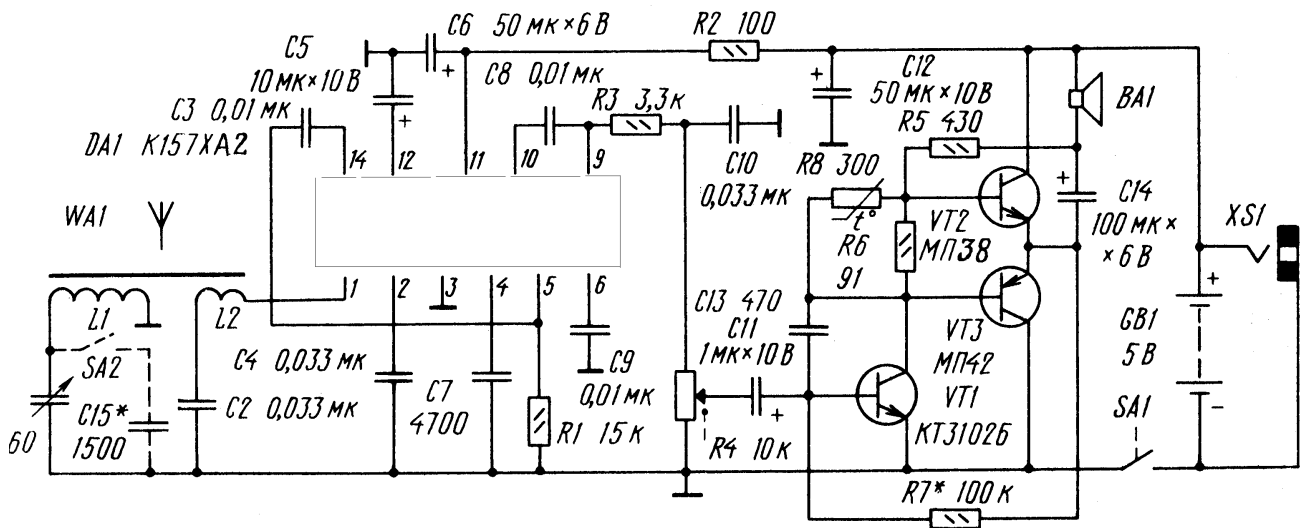 C6 50 мк×6 В
R2 100
C5
10 мк×10 В
+
C8 0,01 мк
+
C12
50 мк×10 В
C3 0,01 мк
+
R3 3,3 к
BA1
DA1 К157ХА2
R5 430
14
12
11
10
9
C10
0,033 мк
R8 300
t°
+
C14
100 мк×
×6 В
WA1
VT2
МП38
XS1
R6
91
1
2
3
4
5
6
+
L1
L2
C13 470
C11
1 мк×10 В
VT3
МП42
GB1
5 В
SA2
C4 0,033 мк
C9
0,01 мк
VT1
КТ3102Б
SA1
−
C15*
1500
C2 0,033 мк
C7
4700
+
60
R1 15 к
R4 10 к
R7* 100 к